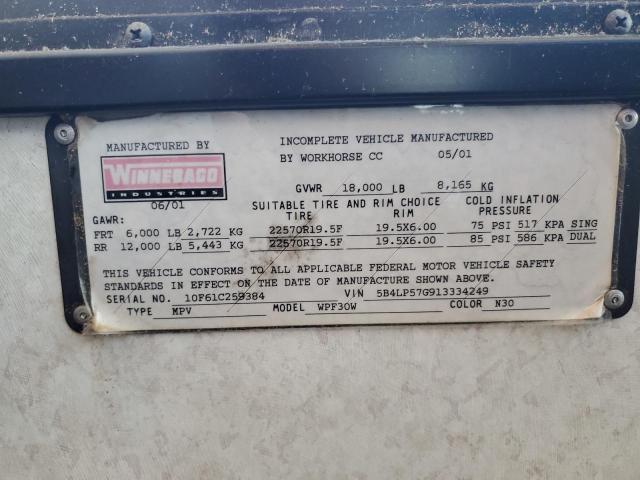 MANUFACTURED BY
WINNEBAGO
INDUSTRIES
06/01
INCOMPLETE VEHICLE MANUFACTURED
BY WORKHORSE CC 05/01
GVWR 18,000 LB 8,165 KG
GAWR:
SUITABLE TIRE AND RIM CHOICE
TIRE RIM
COLD INFLATION
PRESSURE
FRT 6,000 LB 2,722 KG 22570R19.5F 19.5X6.00 75 PSI 517 KPA SING
RR 12,000 LB 5,443 KG 22570R19.5F 19.5X6.00 85 PSI 586 KPA DUAL
THIS VEHICLE CONFORMS TO ALL APPLICABLE FEDERAL MOTOR VEHICLE SAFETY
STANDARDS IN EFFECT ON THE DATE OF MANUFACTURE SHOWN ABOVE.
SERIAL NO. 10F61C259384 VIN 5B4LP57G913334249
TYPE MPV MODEL WPF30W COLOR N30